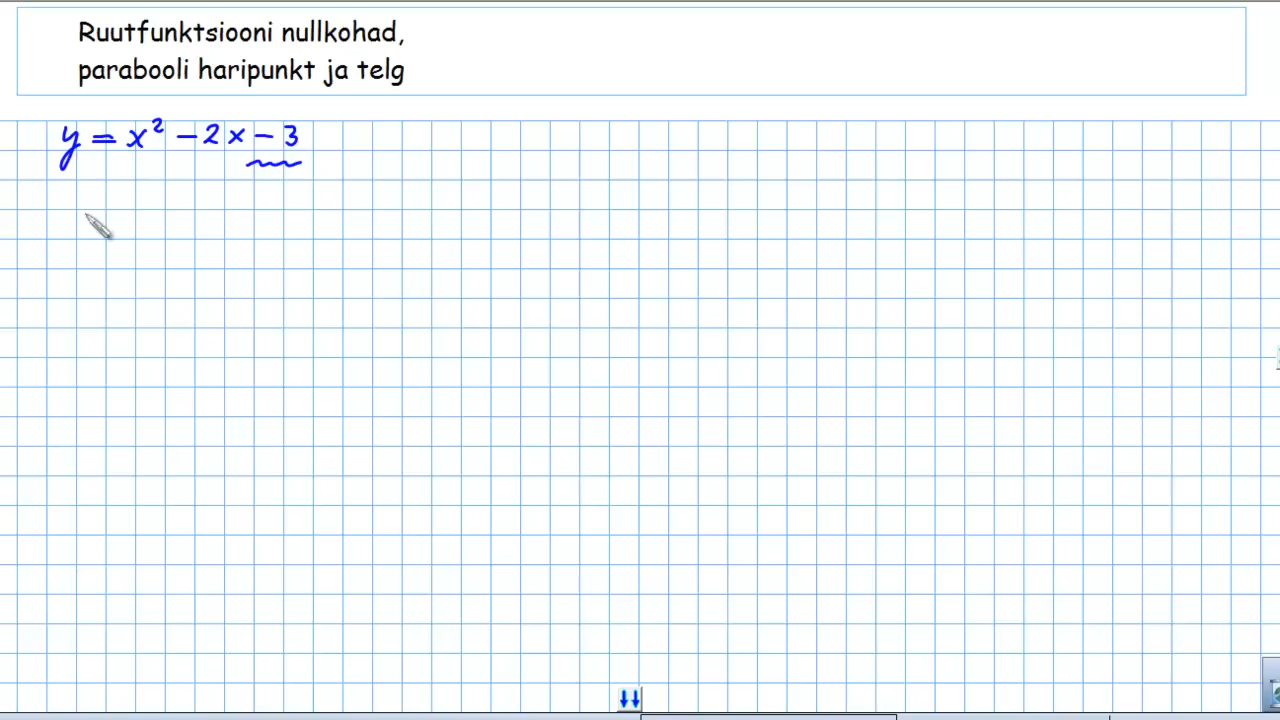 Ruutfunktsiooni nullkohad,
parabooli haripunkt ja telg
y = x² - 2x - 3